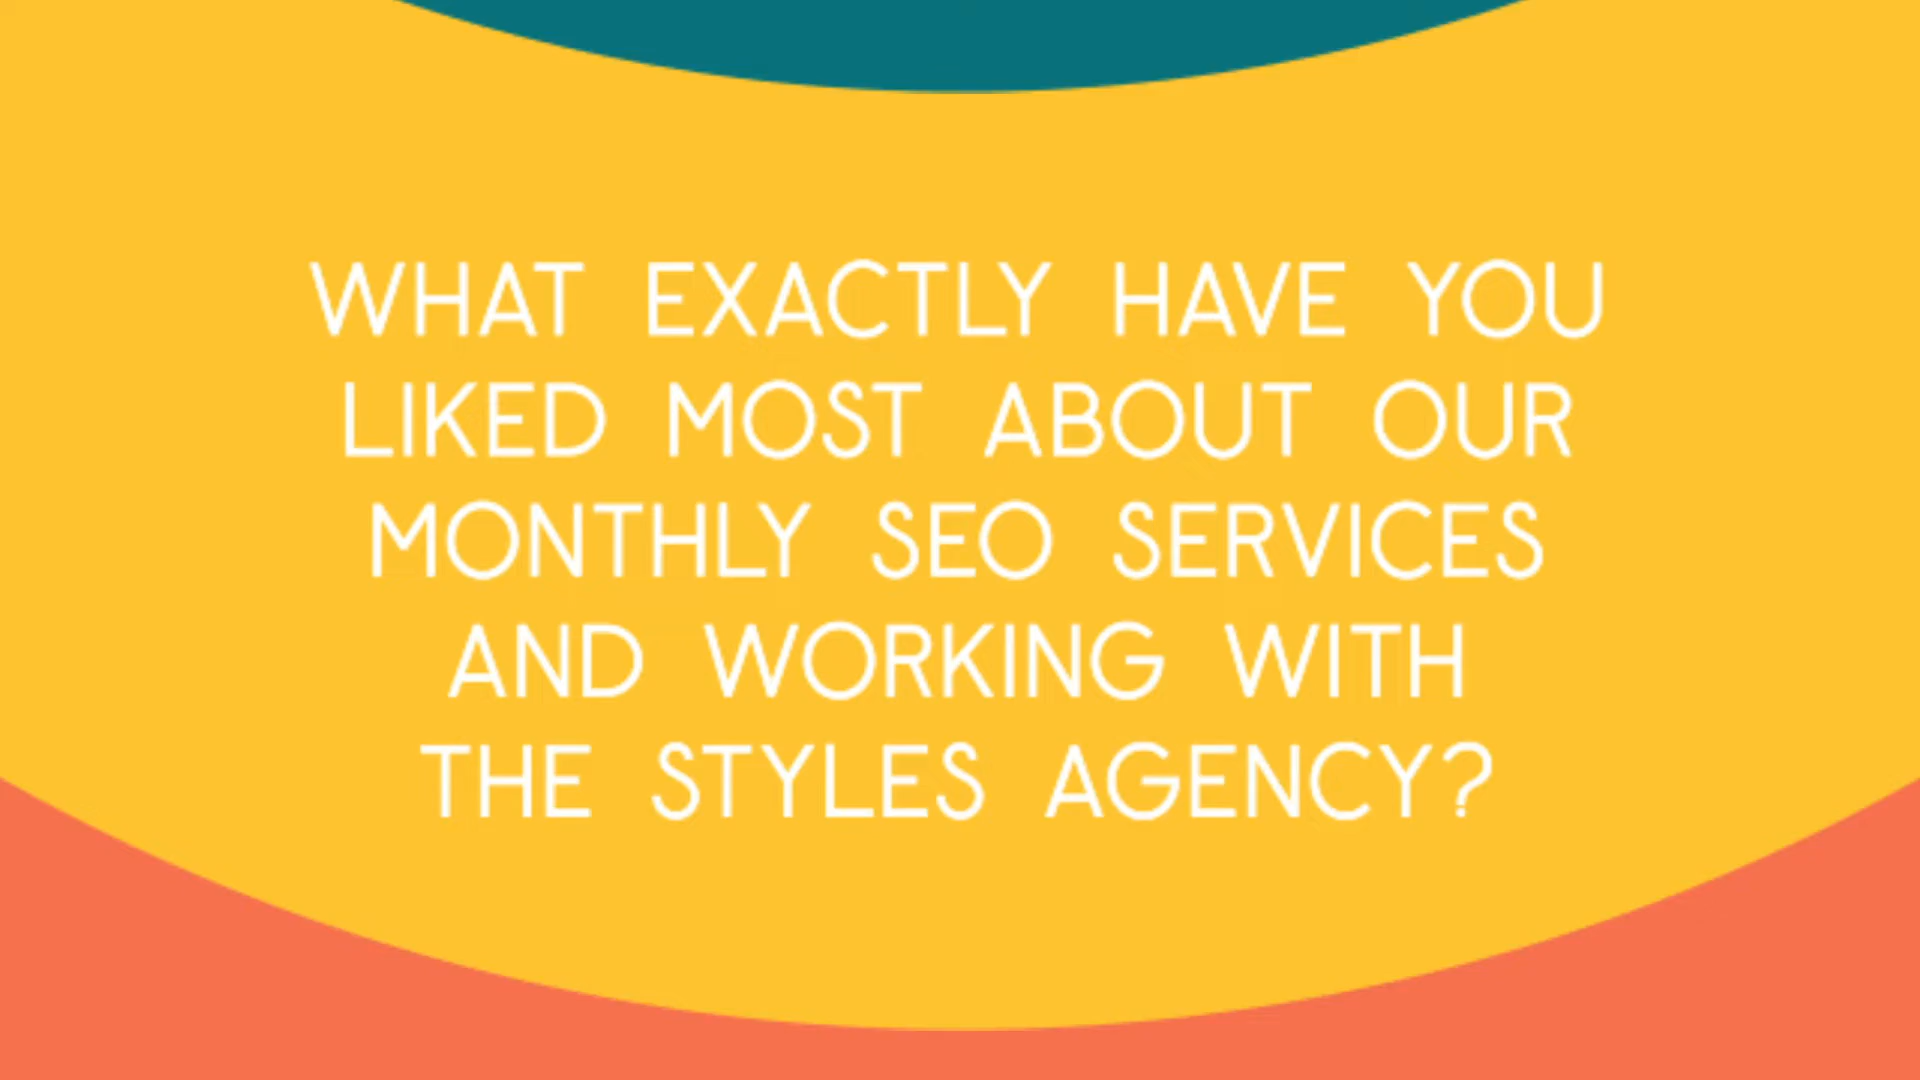 WHAT EXACTLY HAVE YOU
LIKED MOST ABOUT OUR
MONTHLY SEO SERVICES
AND WORKING WITH
THE STYLES AGENCY?